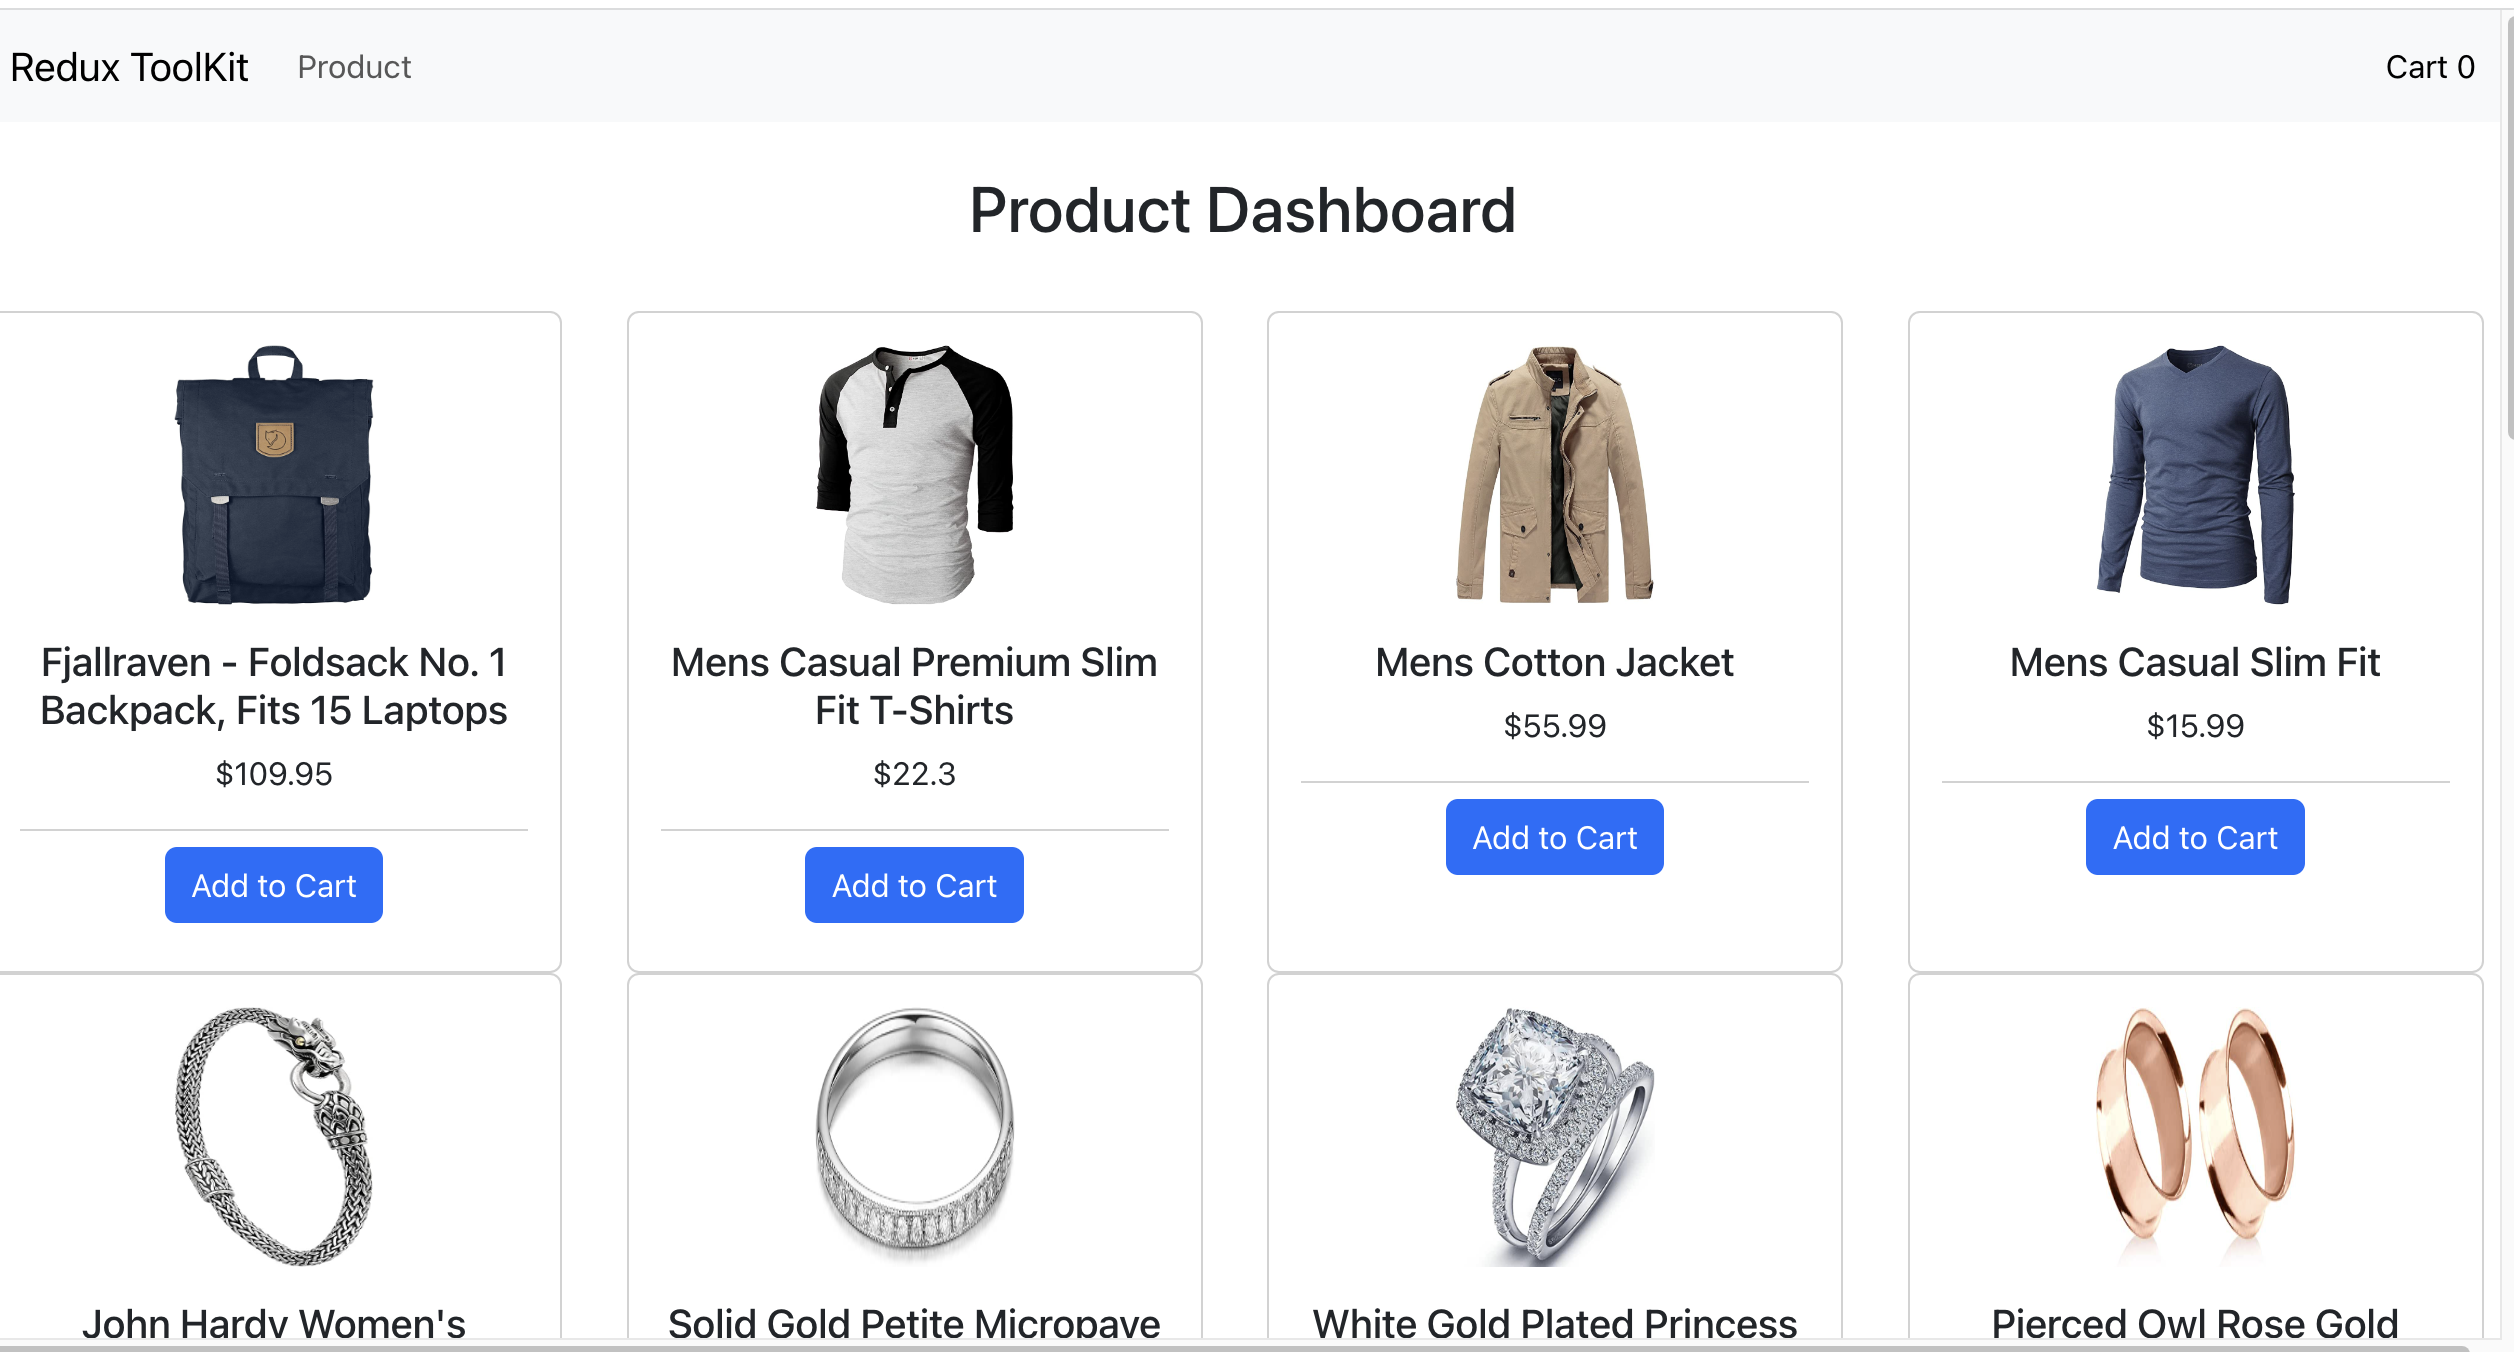 Redux ToolKit Product Cart 0
Product Dashboard
Fjallraven - Foldsack No. 1
Backpack, Fits 15 Laptops
$109.95
Add to Cart
Mens Casual Premium Slim
Fit T-Shirts
$22.3
Add to Cart
Mens Cotton Jacket
$55.99
Add to Cart
Mens Casual Slim Fit
$15.99
Add to Cart
John Hardy Women's
Solid Gold Petite Micropave
White Gold Plated Princess
Pierced Owl Rose Gold